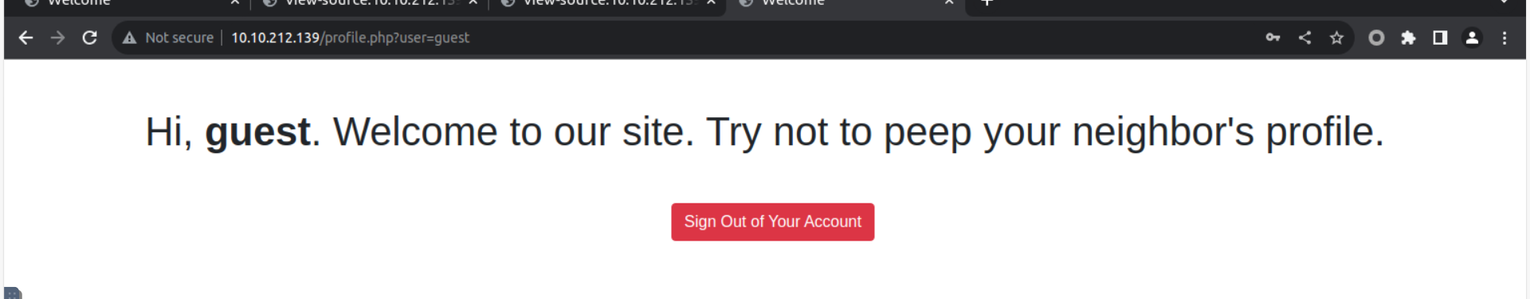 Welcome
view-source:10.10.212.13
view-source:10.10.212.13
Welcome
Not secure
10.10.212.139/profile.php?user=guest
Hi, guest. Welcome to our site. Try not to peep your neighbor's profile.
Sign Out of Your Account